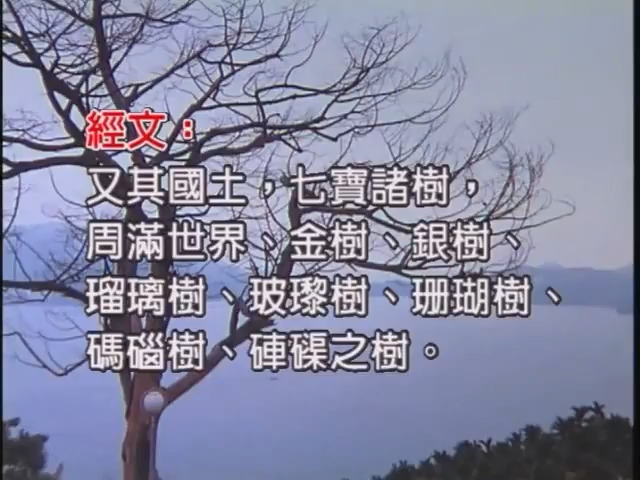 經文：
又其國土，七寶諸樹，
周滿世界、金樹、銀樹、
瑠璃樹、玻瓈樹、珊瑚樹、
碼碯樹、硨磲之樹。